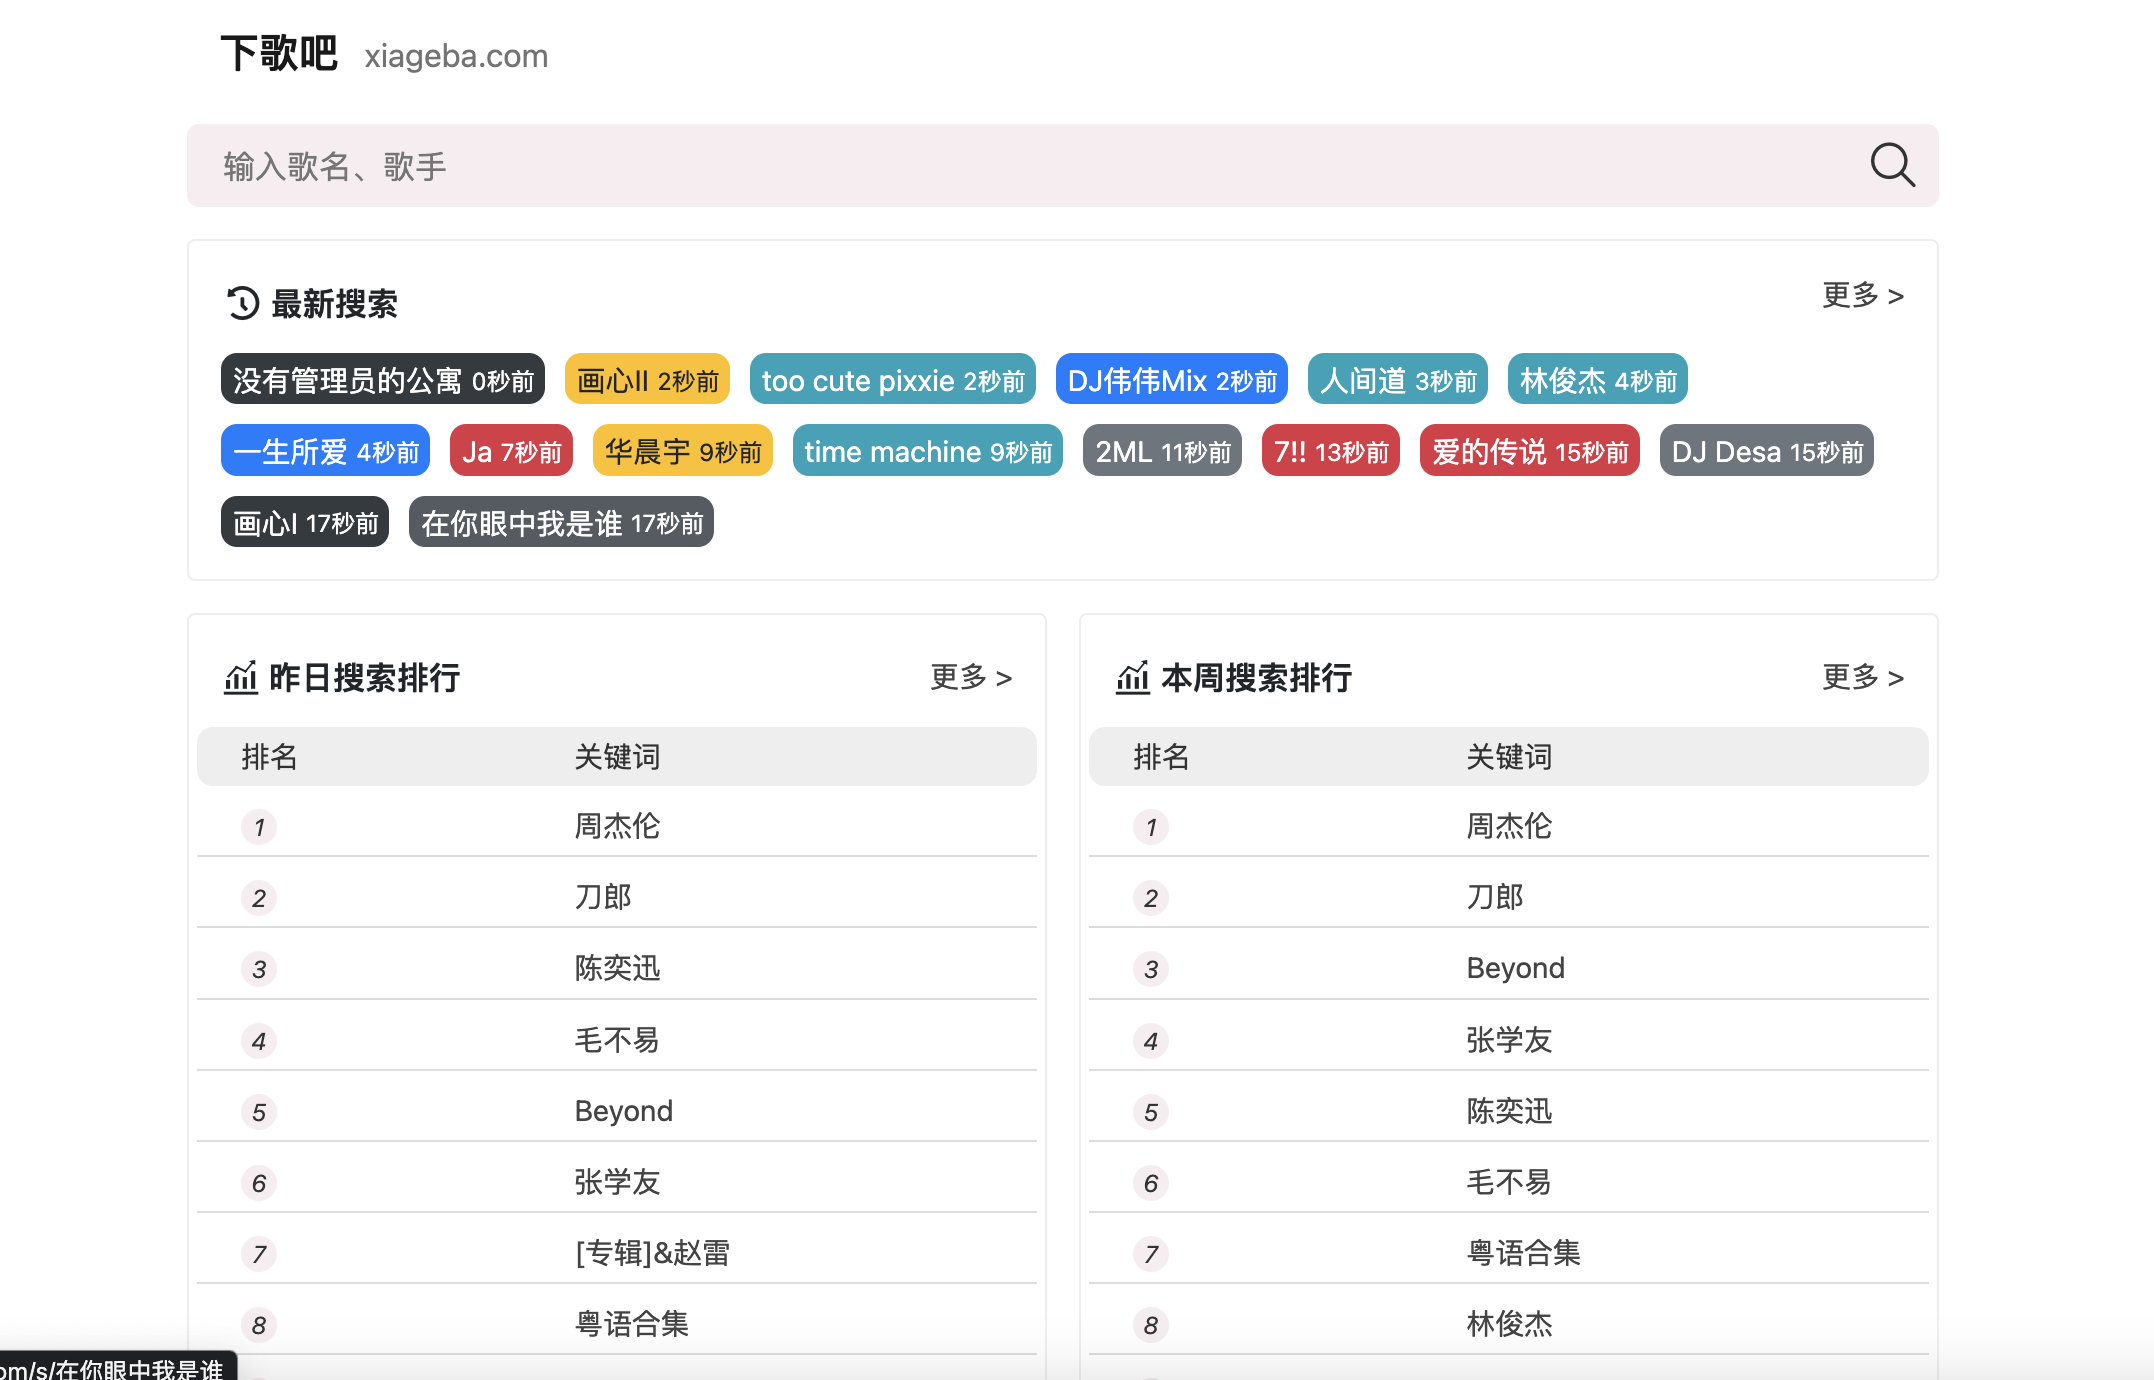 下歌吧 xiageba.com
输入歌名、歌手
最新搜索 更多 >
没有管理员的公寓 0秒前 画心II 2秒前 too cute pixxie 2秒前 DJ伟伟Mix 2秒前 人间道 3秒前 林俊杰 4秒前
一生所爱 4秒前 Ja 7秒前 华晨宇 9秒前 time machine 9秒前 2ML 11秒前 7!! 13秒前 爱的传说 15秒前 DJ Desa 15秒前
画心I 17秒前 在你眼中我是谁 17秒前
昨日搜索排行 更多 >
排名 关键词
1 周杰伦
2 刀郎
3 陈奕迅
4 毛不易
5 Beyond
6 张学友
7 [专辑]&赵雷
8 粤语合集
本周搜索排行 更多 >
排名 关键词
1 周杰伦
2 刀郎
3 Beyond
4 张学友
5 陈奕迅
6 毛不易
7 粤语合集
8 林俊杰
om/s/在你眼中我是谁